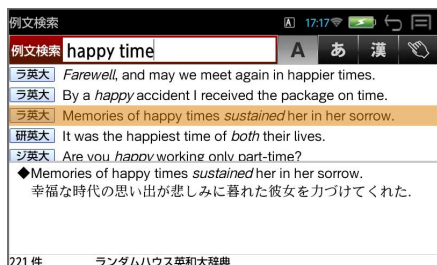 例文検索 A 17:17
例文検索 happy time A あ 漢
ラ英大 Farewell, and may we meet again in happier times.
ラ英大 By a happy accident I received the package on time.
ラ英大 Memories of happy times sustained her in her sorrow.
研英大 It was the happiest time of both their lives.
ジ英大 Are you happy working only part-time?
◆Memories of happy times sustained her in her sorrow.
幸福な時代の思い出が悲しみに暮れた彼女を力づけてくれた.
221 件 ランダムハウス英和大辞典